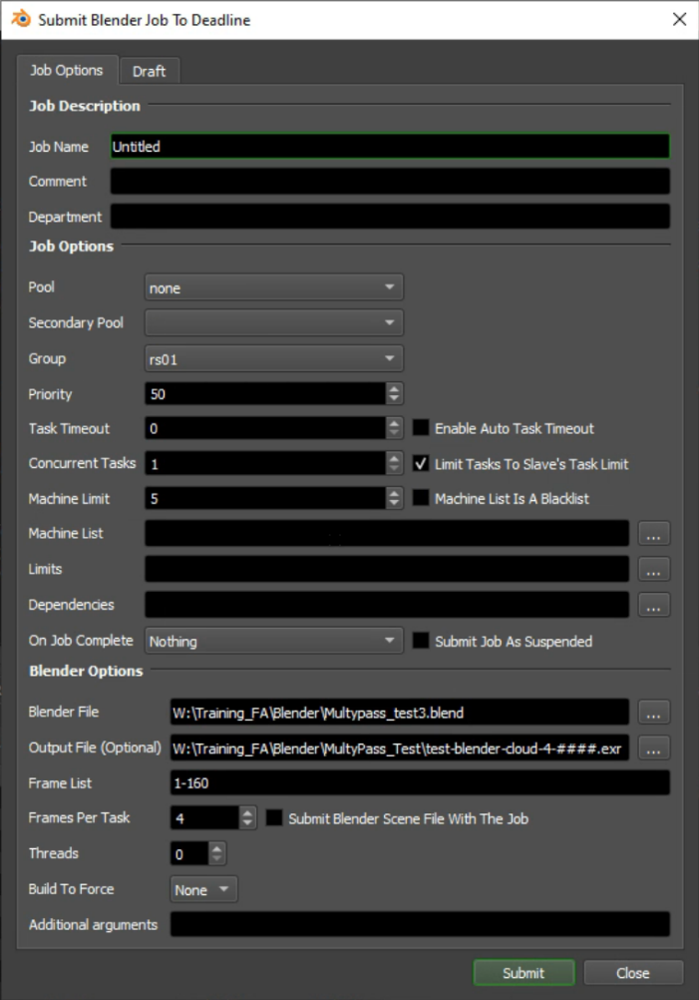 Submit Blender Job To Deadline
Job Options Draft
Job Description
Job Name Untitled
Comment
Department
Job Options
Pool none
Secondary Pool
Group rs01
Priority 50
Task Timeout 0 Enable Auto Task Timeout
Concurrent Tasks 1 Limit Tasks To Slave's Task Limit
Machine Limit 5 Machine List Is A Blacklist
Machine List ...
Limits ...
Dependencies ...
On Job Complete Nothing Submit Job As Suspended
Blender Options
Blender File W:\Training_FA\Blender\Multypass_test3.blend ...
Output File (Optional) W:\Training_FA\Blender\MultyPass_Test\test-blender-cloud-4-####.exr ...
Frame List 1-160
Frames Per Task 4 Submit Blender Scene File With The Job
Threads 0
Build To Force None
Additional arguments
Submit Close